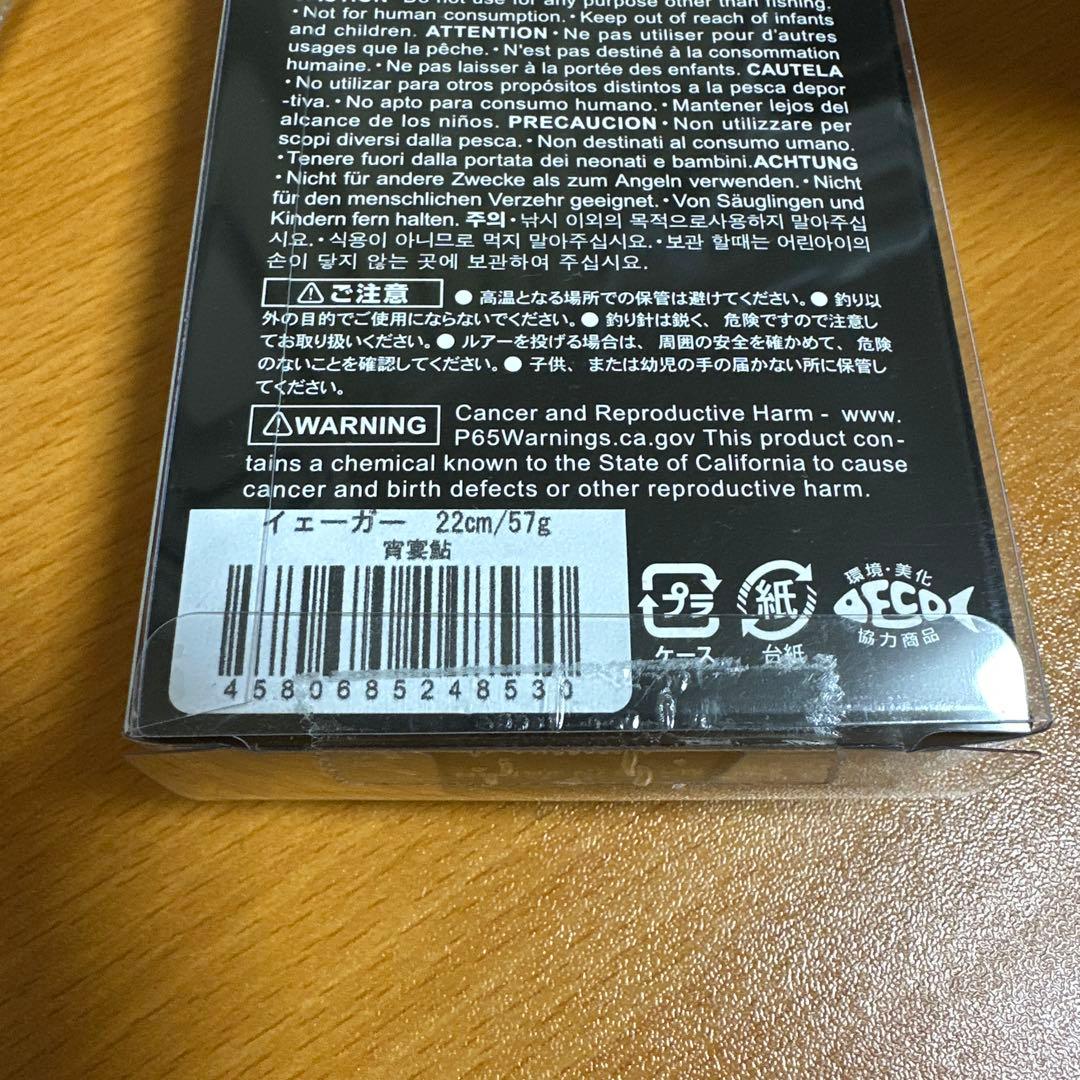 CAUTION・Do not use for any purpose other than fishing.
・Not for human consumption.・Keep out of reach of infants
and children. ATTENTION・Ne pas utiliser pour d'autres
usages que la pêche.・N'est pas destiné à la consommation
humaine.・Ne pas laisser à la portée des enfants. CAUTELA
・No utilizar para otros propósitos distintos a la pesca depor
-tiva.・No apto para consumo humano.・Mantener lejos del
alcance de los niños. PRECAUCION・Non utilizzare per
scopi diversi dalla pesca.・Non destinati al consumo umano.
・Tenere fuori dalla portata dei neonati e bambini.ACHTUNG
・Nicht für andere Zwecke als zum Angeln verwenden.・Nicht
für den menschlichen Verzehr geeignet.・Von Säuglingen und
Kindern fern halten. 주의・낚시 이외의 목적으로사용하지 말아주십
시요.・식용이 아니므로 먹지 말아주십시요.・보관 할때는 어린아이의
손이 닿지 않는 곳에 보관하여 주십시요.
⚠ご注意 ●高温となる場所での保管は避けてください。●釣り以
外の目的でご使用にならないでください。●釣り針は鋭く、危険ですので注意し
てお取り扱いください。●ルアーを投げる場合は、周囲の安全を確かめて、危険
のないことを確認してください。●子供、または幼児の手の届かない所に保管し
てください。
⚠WARNING Cancer and Reproductive Harm - www.
P65Warnings.ca.gov This product con-
tains a chemical known to the State of California to cause
cancer and birth defects or other reproductive harm.
イェーガー 22cm/57g
宵宴鮎
4580685248530
プラ
ケース
紙
台紙
環境・美化
ECO
協力商品